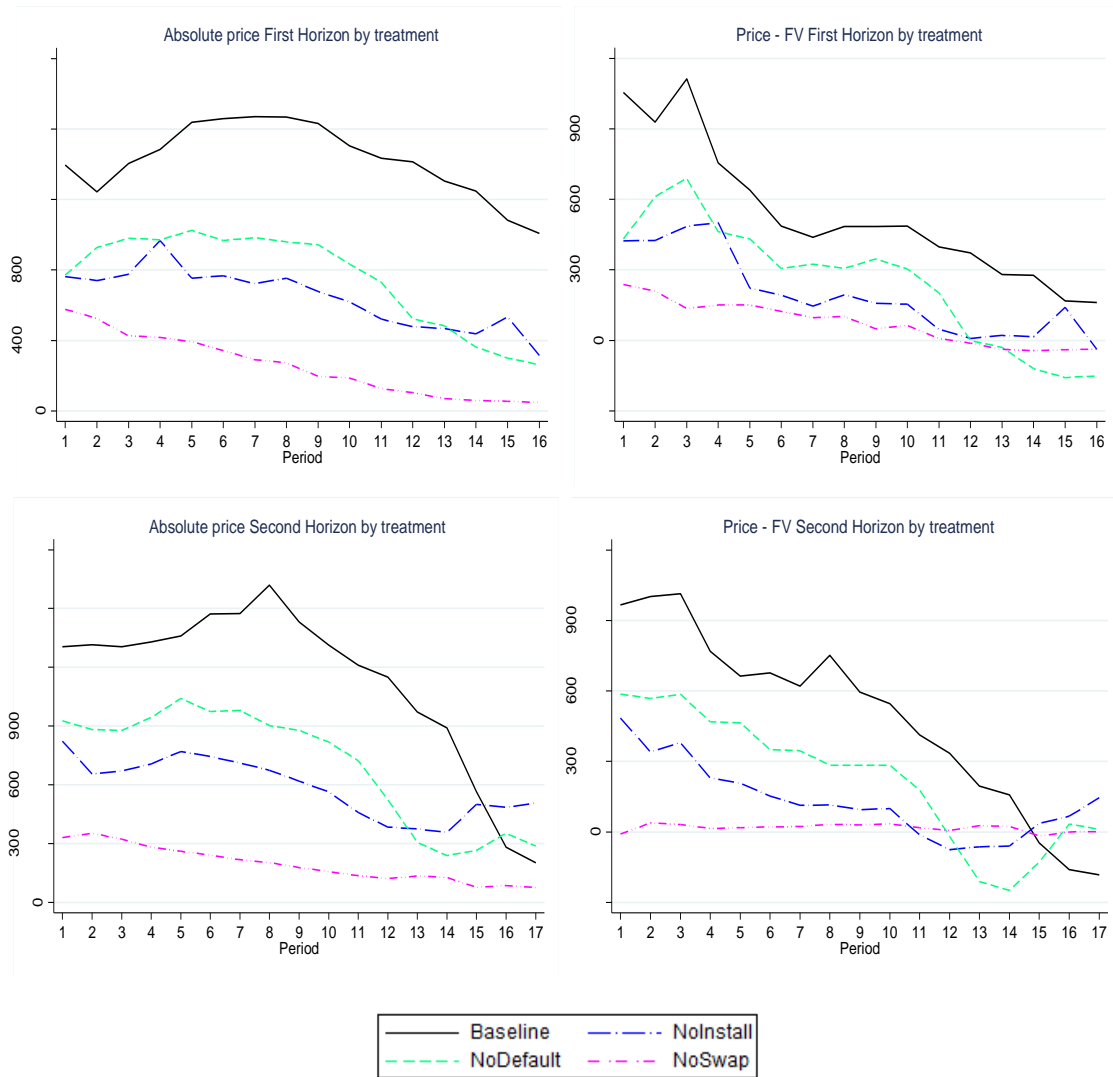 Absolute price First Horizon by treatment
800
400
0
1 2 3 4 5 6 7 8 9 10 11 12 13 14 15 16
Period
Price - FV First Horizon by treatment
900
600
300
0
1 2 3 4 5 6 7 8 9 10 11 12 13 14 15 16
Period
Absolute price Second Horizon by treatment
900
600
300
0
1 2 3 4 5 6 7 8 9 10 11 12 13 14 15 16 17
Period
Price - FV Second Horizon by treatment
900
600
300
0
1 2 3 4 5 6 7 8 9 10 11 12 13 14 15 16 17
Period
Baseline NoInstall
NoDefault NoSwap